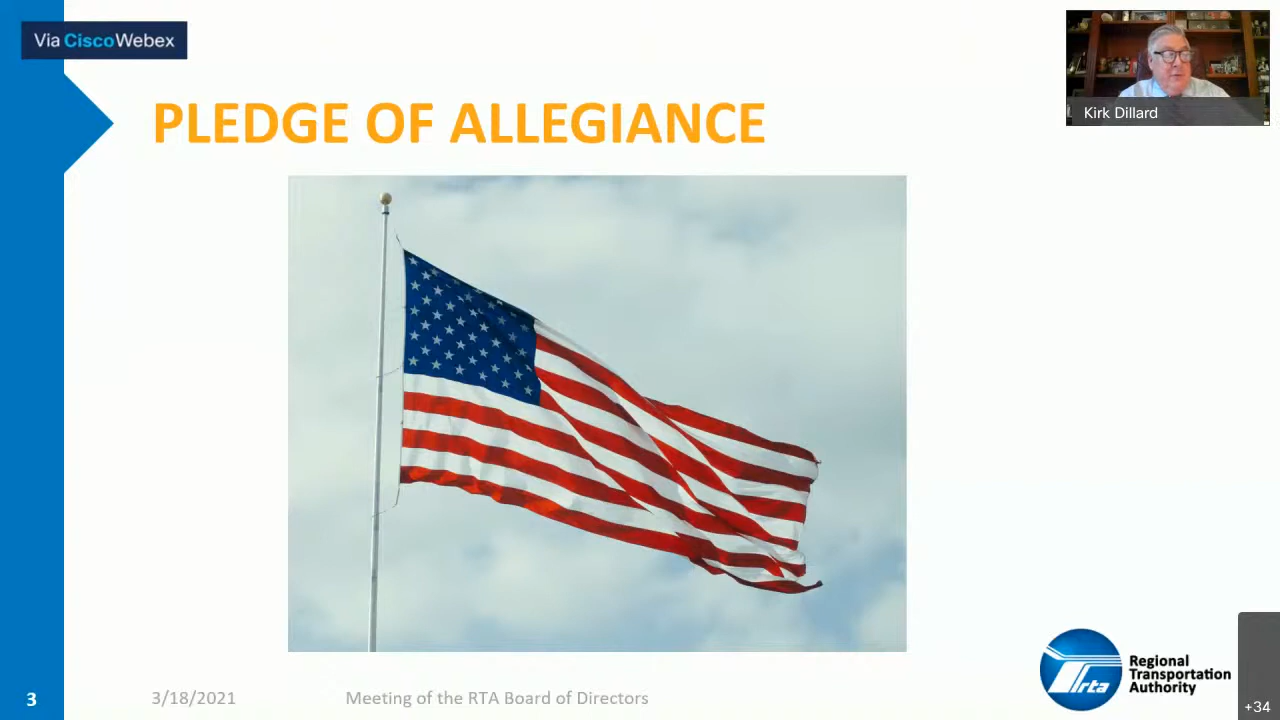 Via CiscoWebex
Kirk Dillard
PLEDGE OF ALLEGIANCE
3
3/18/2021
Meeting of the RTA Board of Directors
rta
Regional
Transportation
Authority
+34